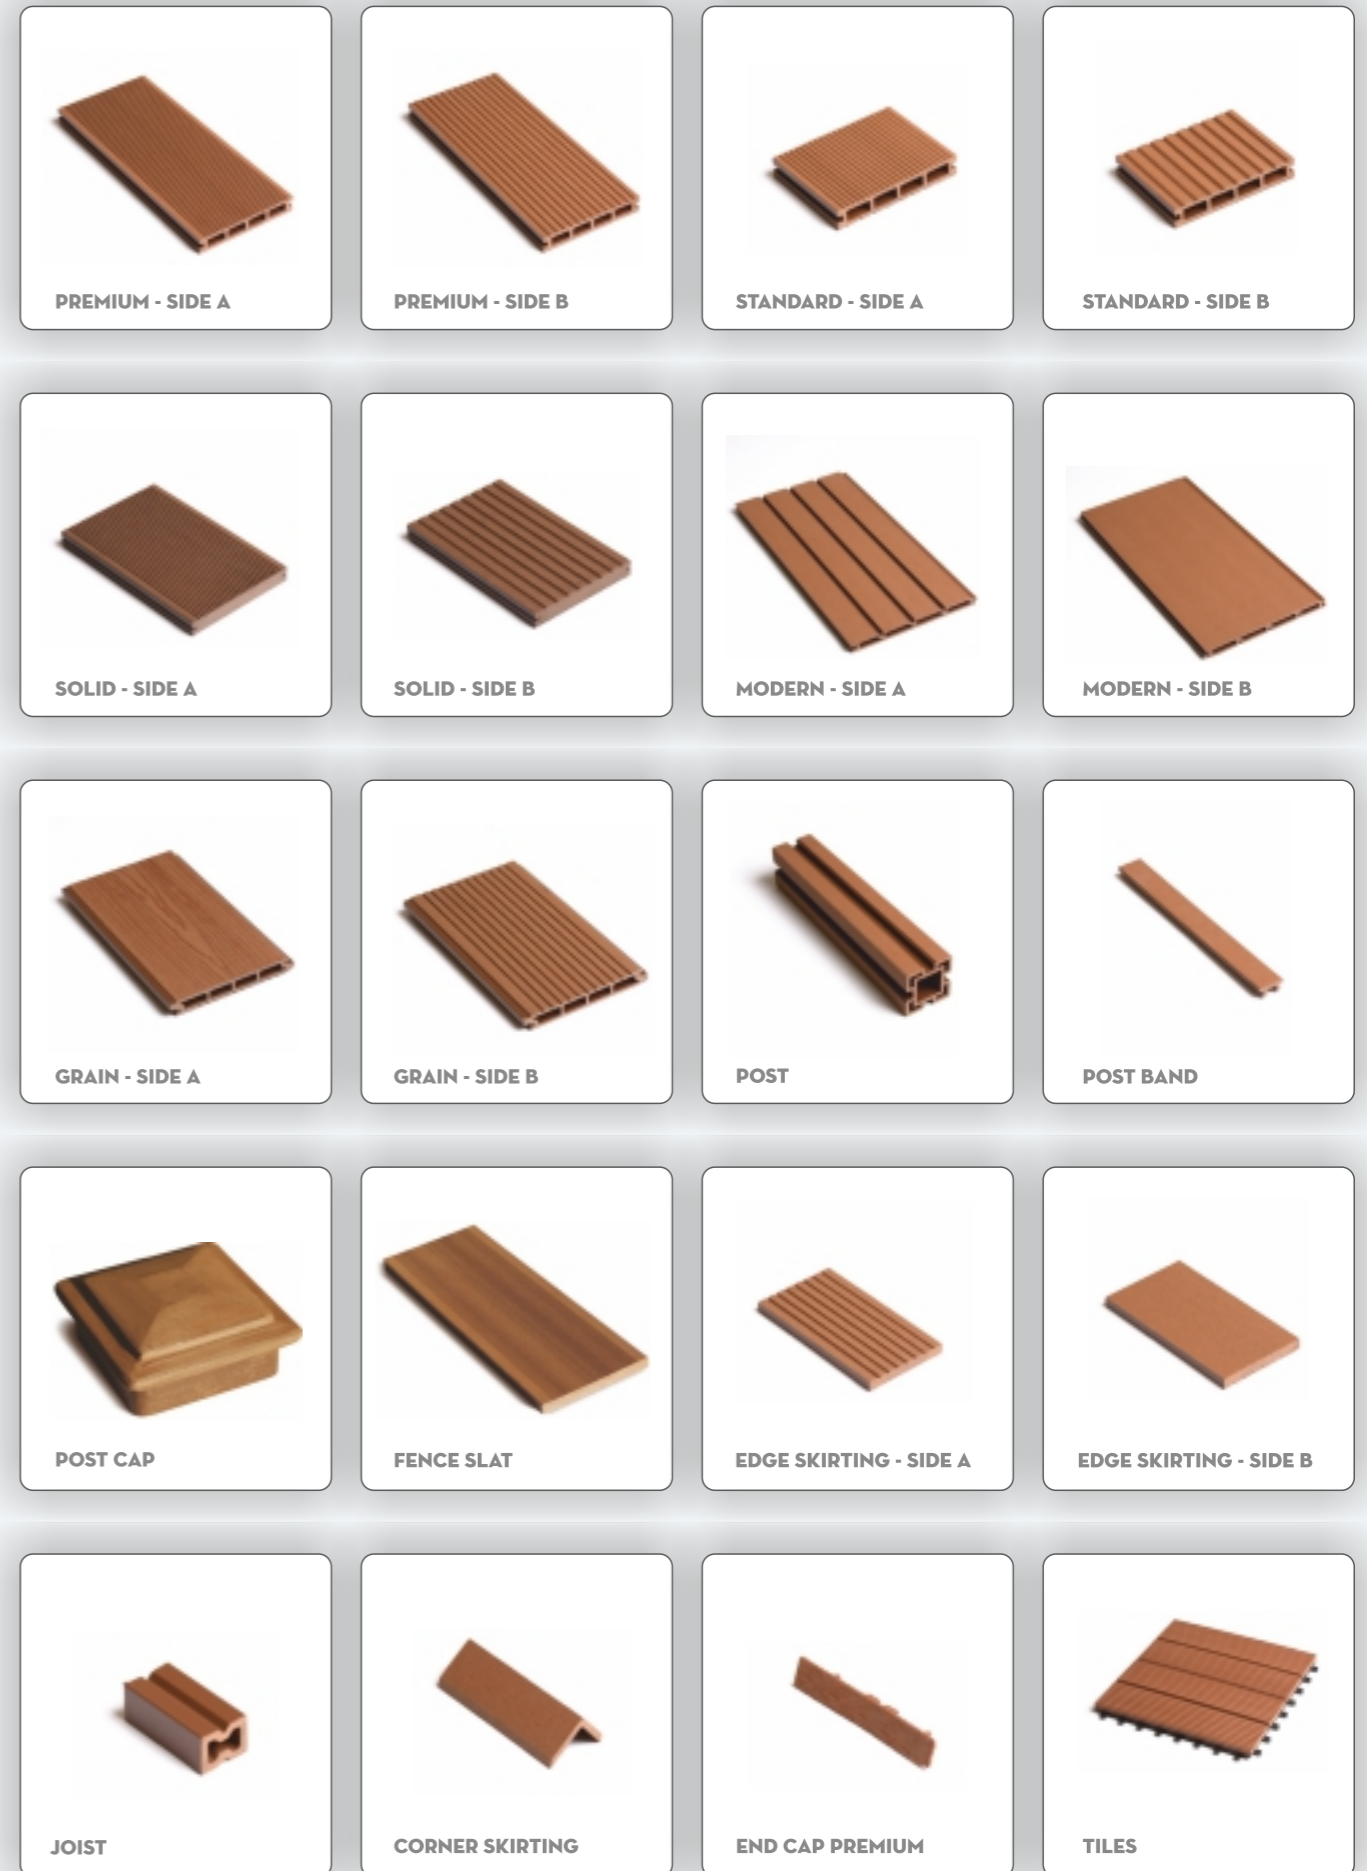 PREMIUM - SIDE A
PREMIUM - SIDE B
STANDARD - SIDE A
STANDARD - SIDE B
SOLID - SIDE A
SOLID - SIDE B
MODERN - SIDE A
MODERN - SIDE B
GRAIN - SIDE A
GRAIN - SIDE B
POST
POST BAND
POST CAP
FENCE SLAT
EDGE SKIRTING - SIDE A
EDGE SKIRTING - SIDE B
JOIST
CORNER SKIRTING
END CAP PREMIUM
TILES